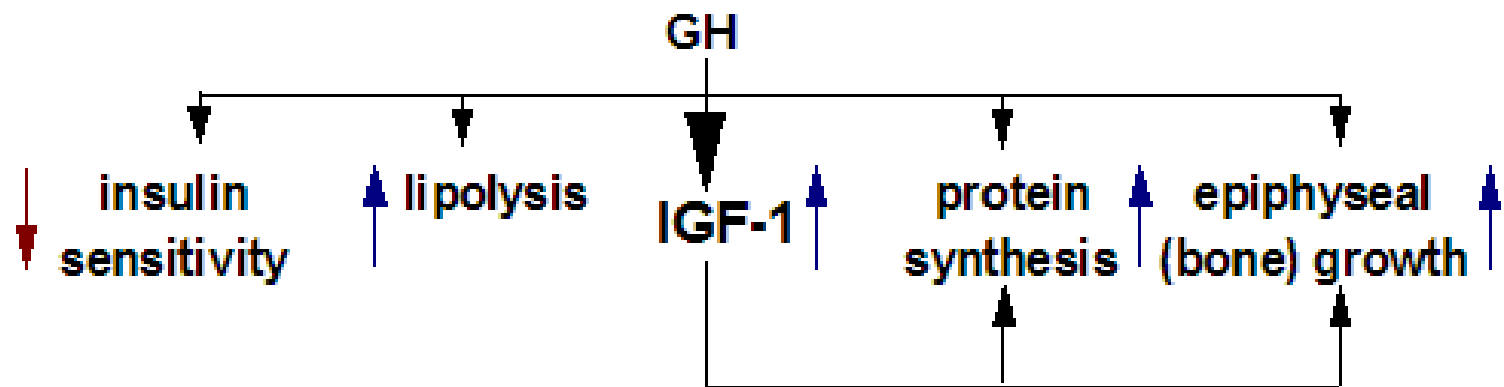 GH
insulin
sensitivity
lipolysis
IGF-1
protein
synthesis
epiphyseal
(bone) growth